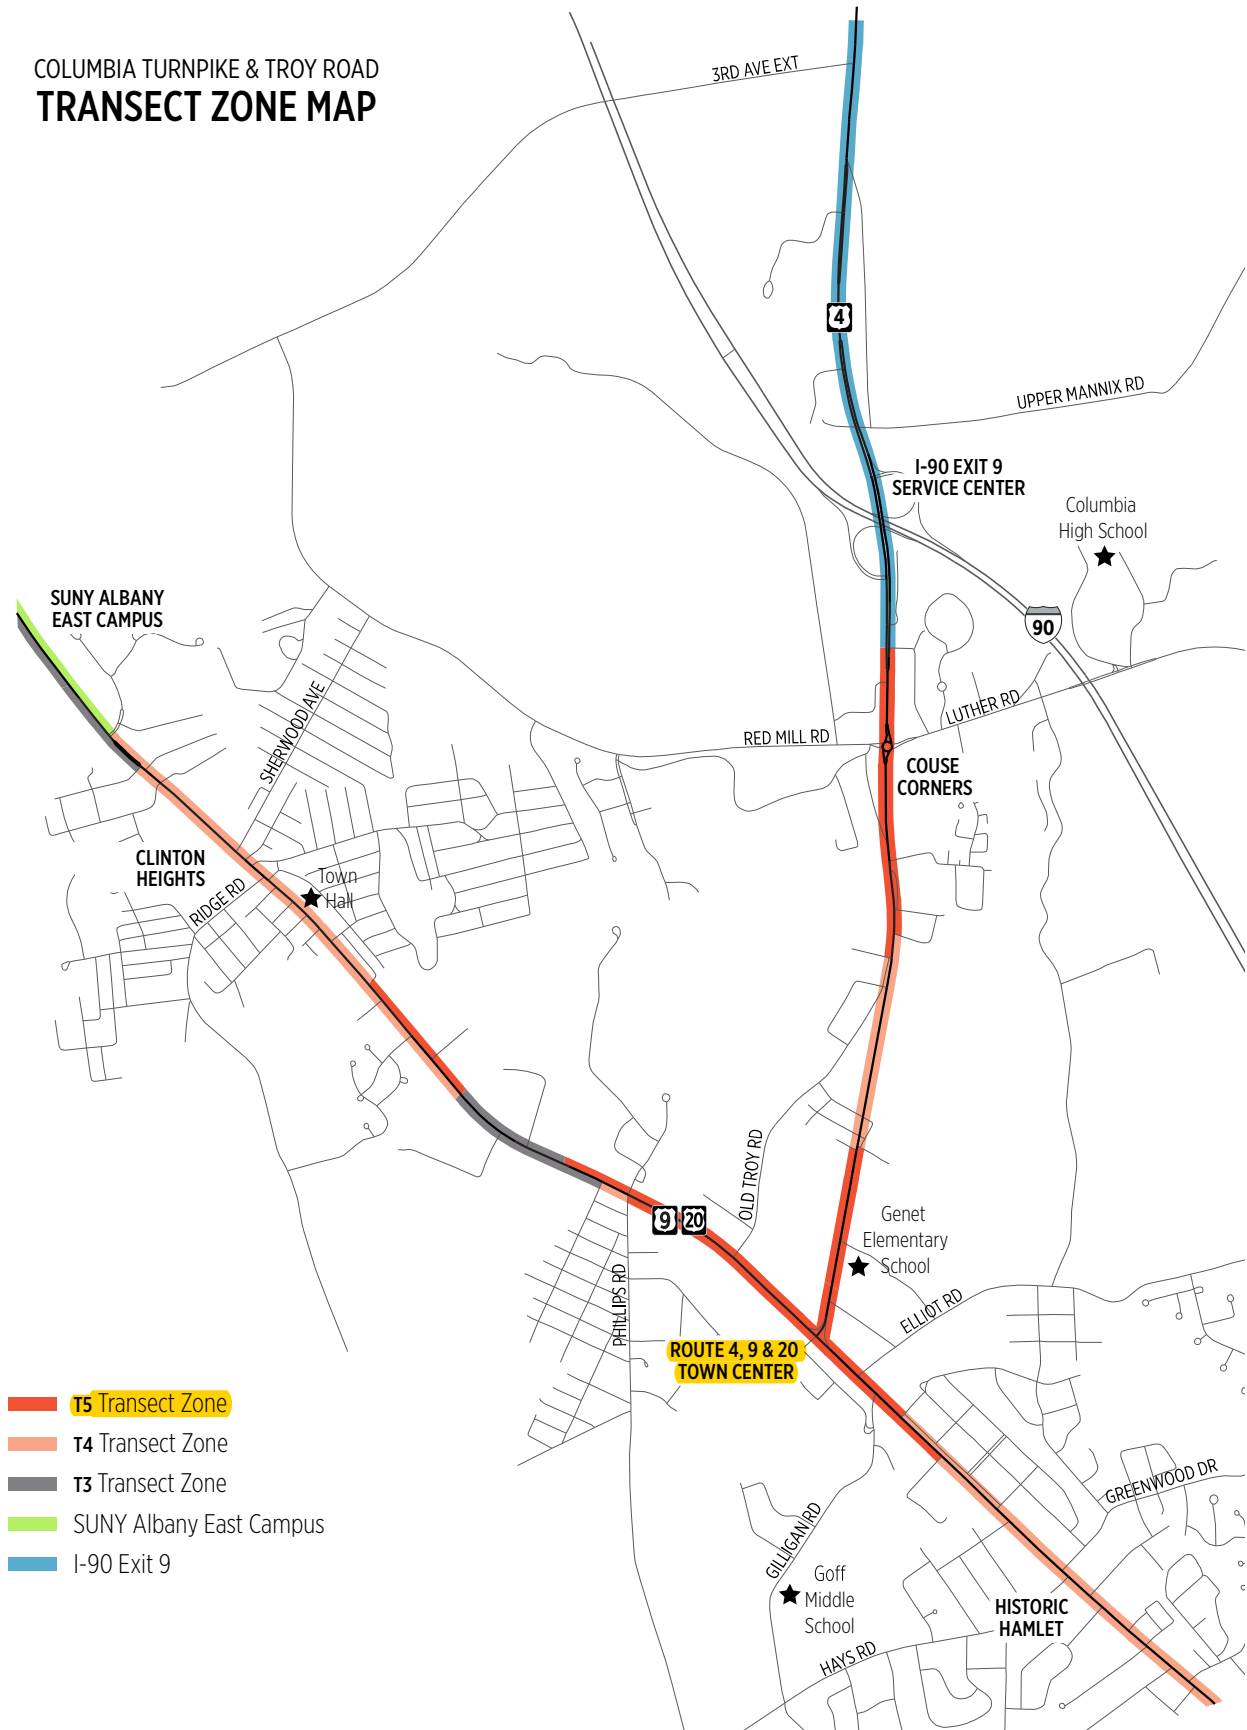 COLUMBIA TURNPIKE & TROY ROAD
TRANSECT ZONE MAP
3RD AVE EXT
4
UPPER MANNIX RD
I-90 EXIT 9
SERVICE CENTER
Columbia
High School
90
SUNY ALBANY
EAST CAMPUS
SHERWOOD AVE
LUTHER RD
RED MILL RD
COUSE
CORNERS
CLINTON
HEIGHTS
RIDGE RD
Town
Hall
OLD TROY RD
9
20
Genet
Elementary
School
PHILLIPS RD
ELLIOT RD
ROUTE 4, 9 & 20
TOWN CENTER
T5 Transect Zone
T4 Transect Zone
T3 Transect Zone
SUNY Albany East Campus
I-90 Exit 9
GREENWOOD DR
GILLIGAN RD
Goff
Middle
School
HISTORIC
HAMLET
HAYS RD